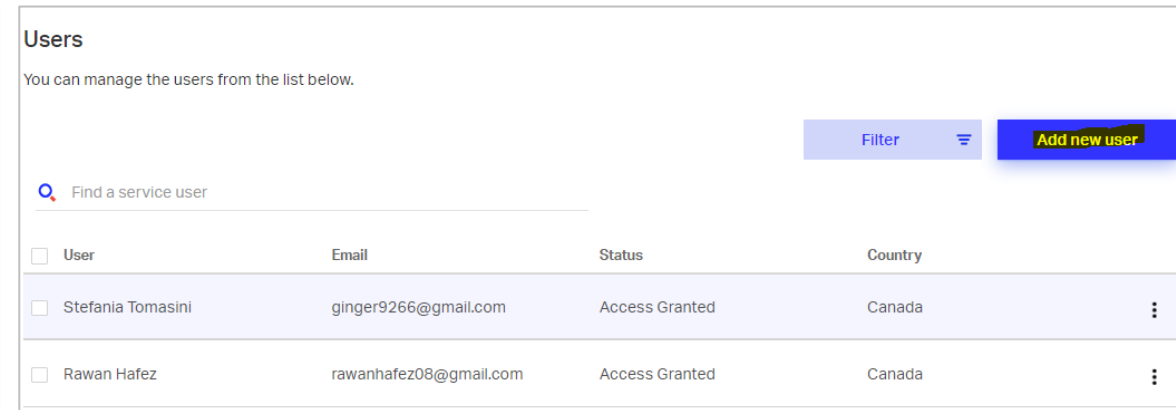 Users
You can manage the users from the list below.
Filter Add new user
Find a service user
User Email Status Country
Stefania Tomasini ginger9266@gmail.com Access Granted Canada
Rawan Hafez rawanhafez08@gmail.com Access Granted Canada